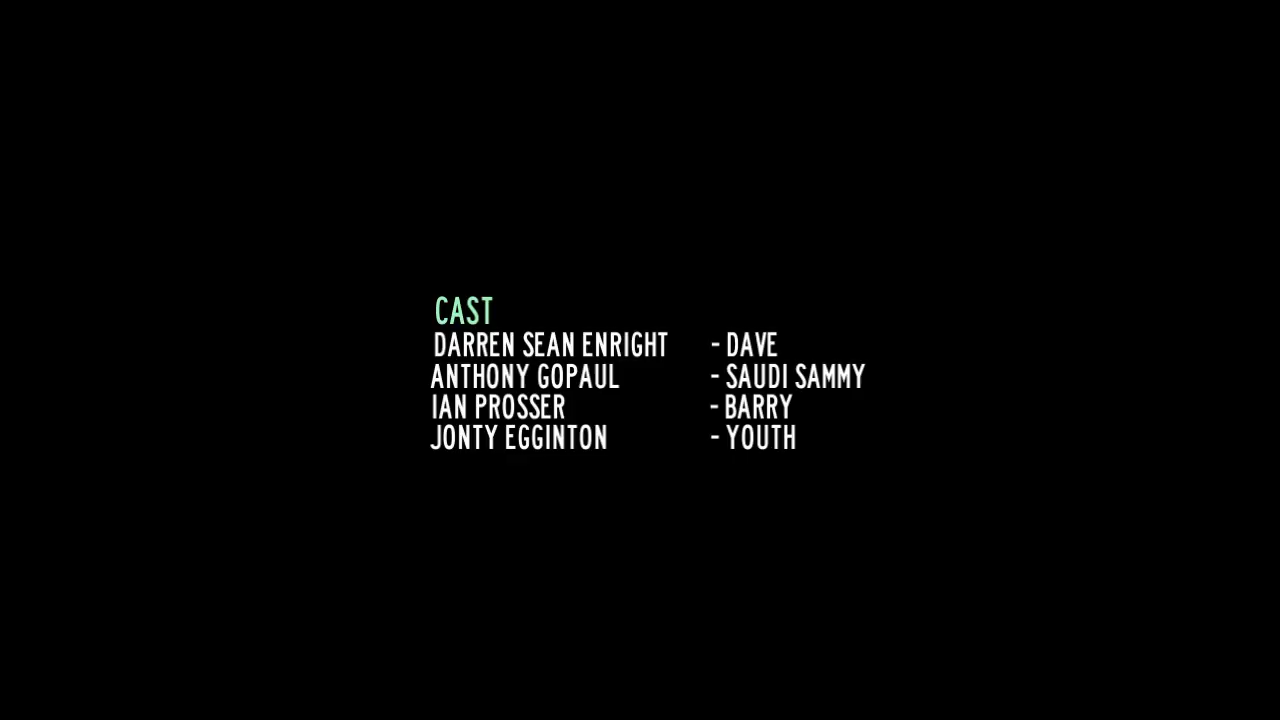 CAST
DARREN SEAN ENRIGHT - DAVE
ANTHONY GOPAUL - SAUDI SAMMY
IAN PROSSER - BARRY
JONTY EGGINTON - YOUTH